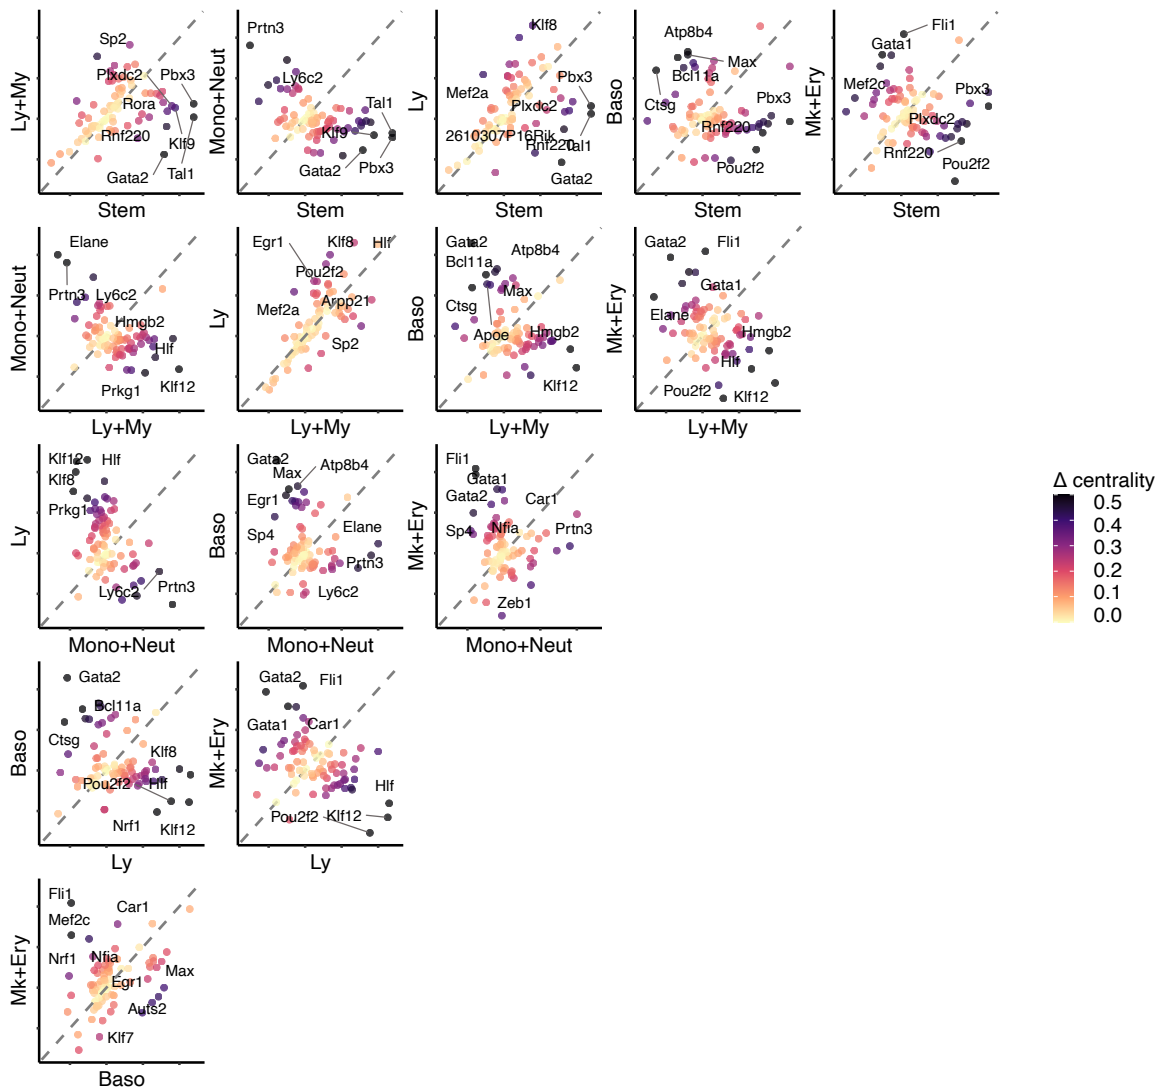 Ly+My
Sp2
Plxdc2
Pbx3
Rora
Rnf220
Klf9
Gata2
Tal1
Stem
Mono+Neut
Prtn3
Ly6c2
Tal1
Klf9
Gata2
Pbx3
Stem
Ly
Klf8
Pbx3
Mef2a
Plxdc2
2610307P16Rik
Rnf220
Tal1
Gata2
Stem
Baso
Atp8b4
Max
Bcl11a
Ctsg
Pbx3
Rnf220
Pou2f2
Stem
Mk+Ery
Fli1
Gata1
Mef2c
Pbx3
Plxdc2
Rnf220
Pou2f2
Stem
Mono+Neut
Elane
Prtn3
Ly6c2
Hmgb2
Hlf
Prkg1
Klf12
Ly+My
Ly
Egr1
Klf8
Hlf
Pou2f2
Mef2a
Arpp21
Sp2
Ly+My
Baso
Gata2
Atp8b4
Bcl11a
Max
Ctsg
Apoe
Hmgb2
Klf12
Ly+My
Mk+Ery
Gata2
Fli1
Gata1
Elane
Hmgb2
Hlf
Pou2f2
Klf12
Ly+My
Ly
Klf12
Hlf
Klf8
Prkg1
Ly6c2
Prtn3
Mono+Neut
Baso
Gata2
Max
Atp8b4
Egr1
Sp4
Elane
Prtn3
Ly6c2
Mono+Neut
Mk+Ery
Fli1
Gata1
Gata2
Car1
Sp4
Nfia
Prtn3
Zeb1
Mono+Neut
Δ centrality
0.5
0.4
0.3
0.2
0.1
0.0
Baso
Gata2
Bcl11a
Ctsg
Klf8
Pou2f2
Hlf
Nrf1
Klf12
Ly
Mk+Ery
Gata2
Fli1
Gata1
Car1
Hlf
Pou2f2
Klf12
Ly
Mk+Ery
Fli1
Car1
Mef2c
Nrf1
Nfia
Max
Egr1
Auts2
Klf7
Baso